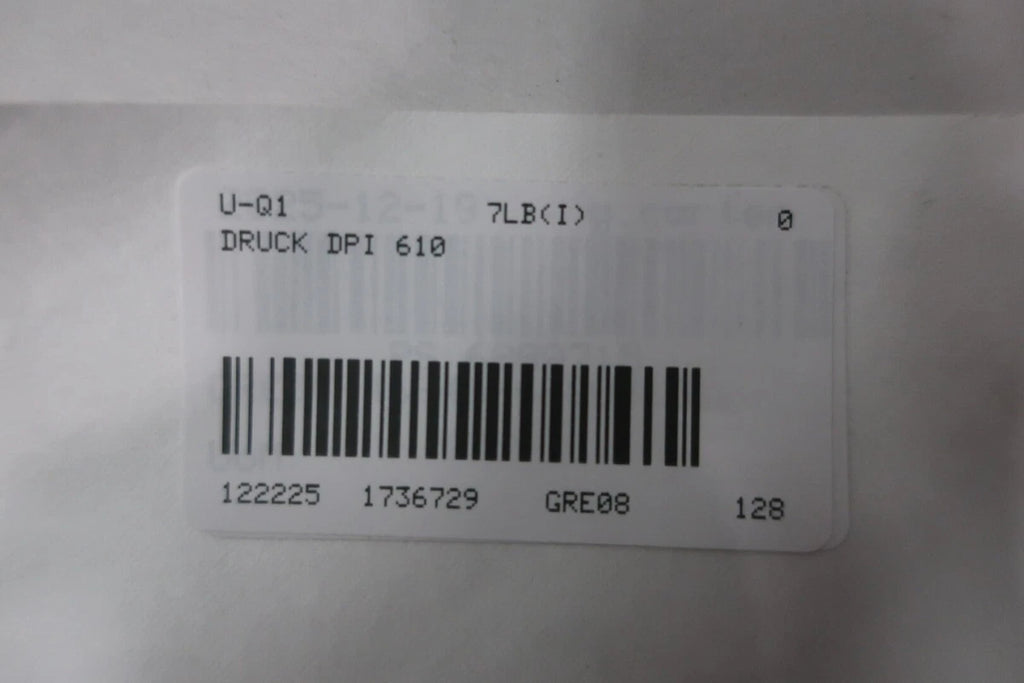 U-Q1 7LB(I) 0
DRUCK DPI 610
122225 1736729 GRE08 128